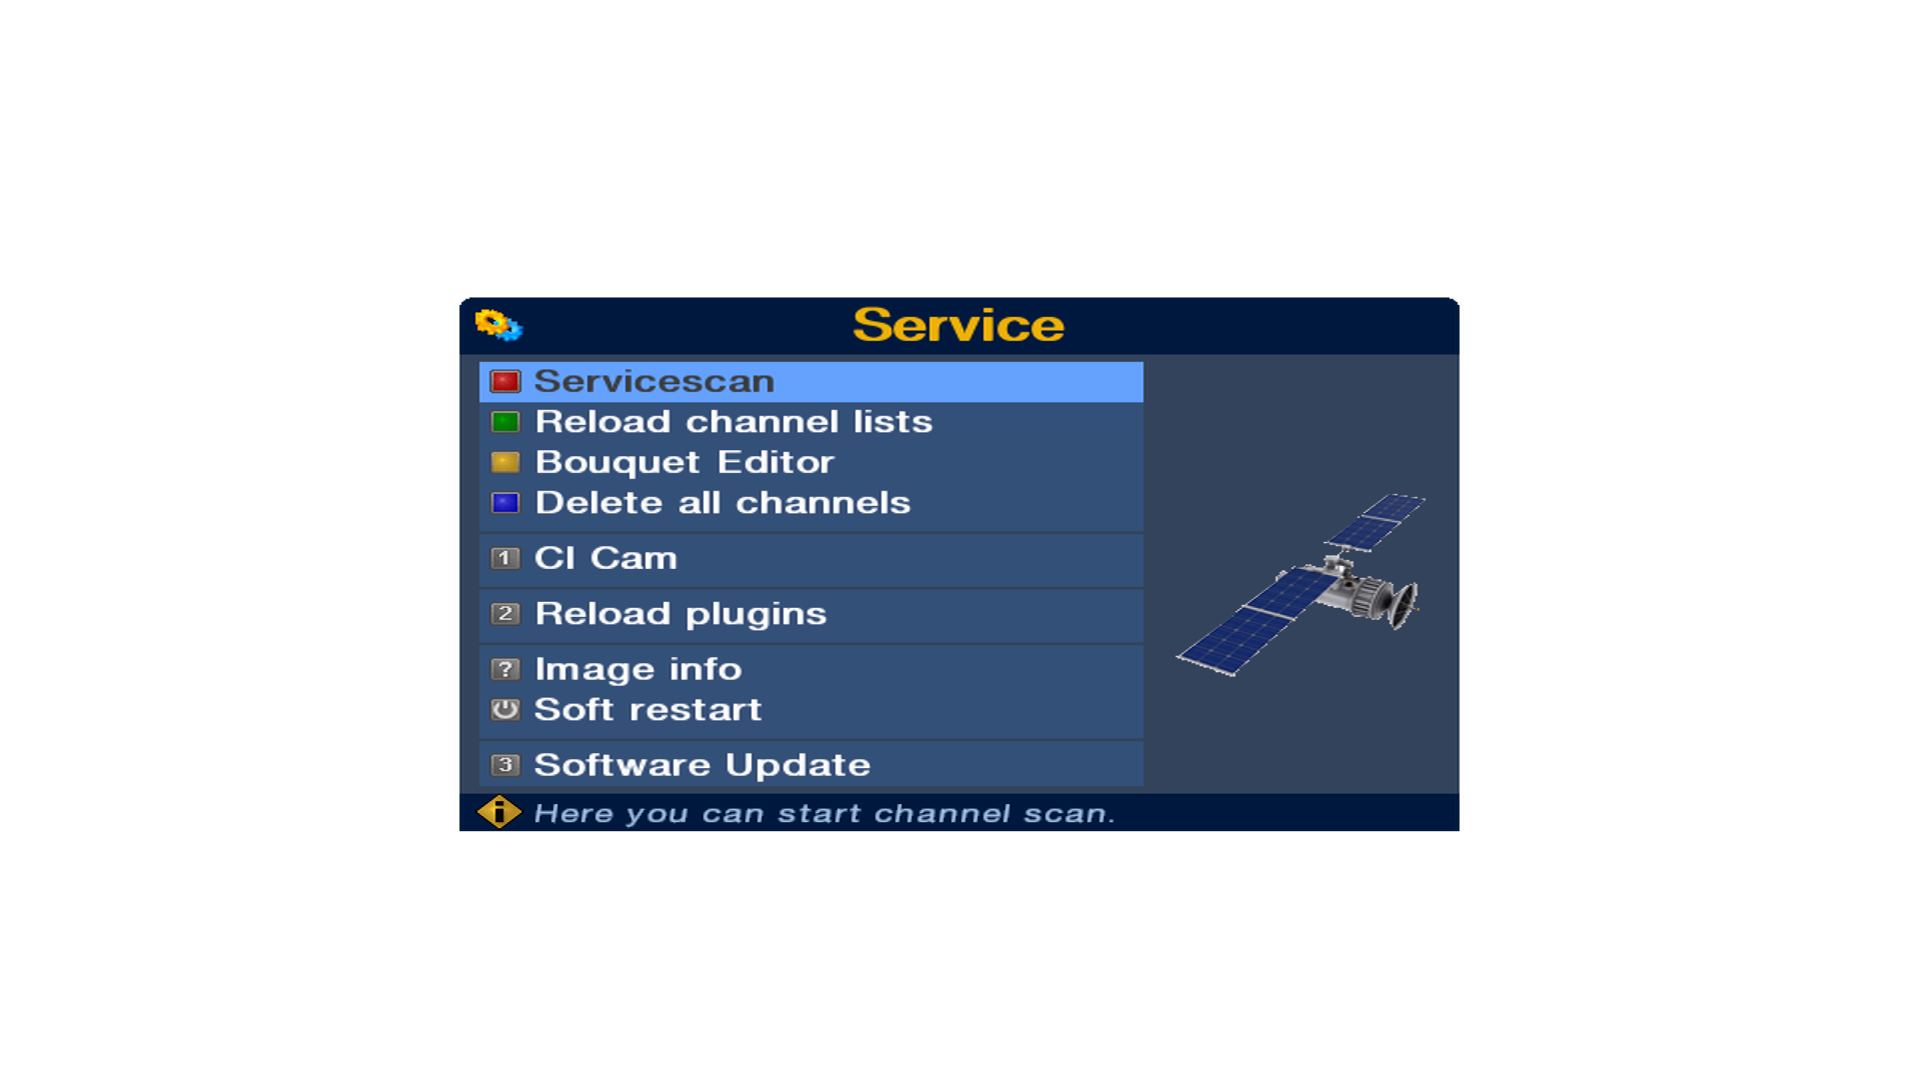 Service
Servicescan
Reload channel lists
Bouquet Editor
Delete all channels
1 CI Cam
2 Reload plugins
? Image info
Soft restart
3 Software Update
i Here you can start channel scan.